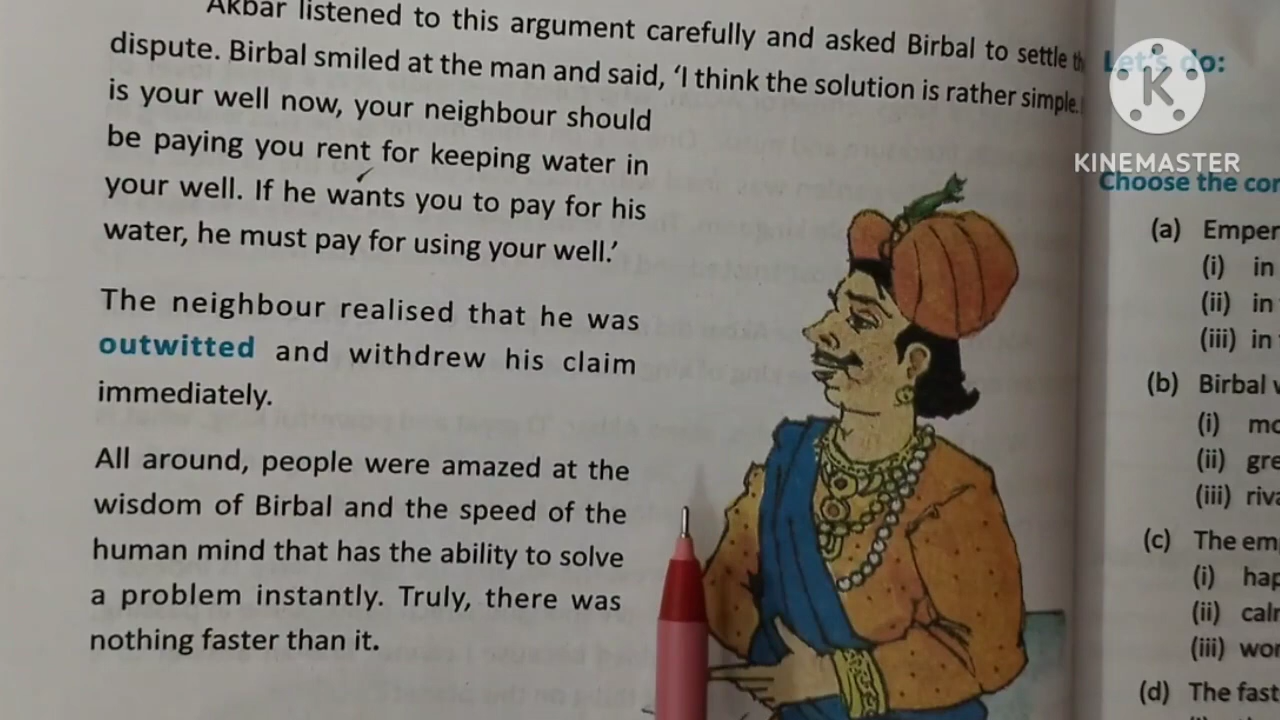 Akbar listened to this argument carefully and asked Birbal to settle th
dispute. Birbal smiled at the man and said, ‘I think the solution is rather simple.
is your well now, your neighbour should
be paying you rent for keeping water in
your well. If he wants you to pay for his
water, he must pay for using your well.’
The neighbour realised that he was
outwitted and withdrew his claim
immediately.
All around, people were amazed at the
wisdom of Birbal and the speed of the
human mind that has the ability to solve
a problem instantly. Truly, there was
nothing faster than it.
Let's do:
K
KINEMASTER
Choose the cor
(a) Emper
(i) in
(ii) in
(iii) in
(b) Birbal
(i) mo
(ii) gre
(iii) riva
(c) The em
(i) hap
(ii) calr
(iii) wor
(d) The fast